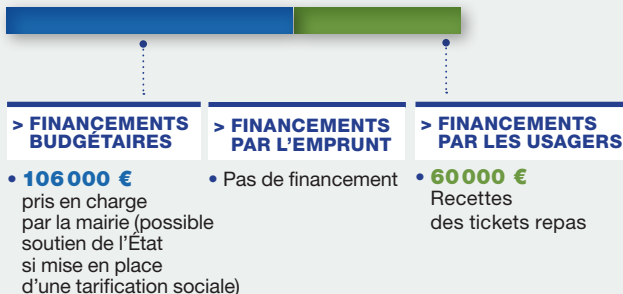 > FINANCEMENTS
BUDGÉTAIRES
• 106 000 €
pris en charge
par la mairie (possible
soutien de l'État
si mise en place
d'une tarification sociale)
> FINANCEMENTS
PAR L'EMPRUNT
• Pas de financement
> FINANCEMENTS
PAR LES USAGERS
• 60 000 €
Recettes
des tickets repas